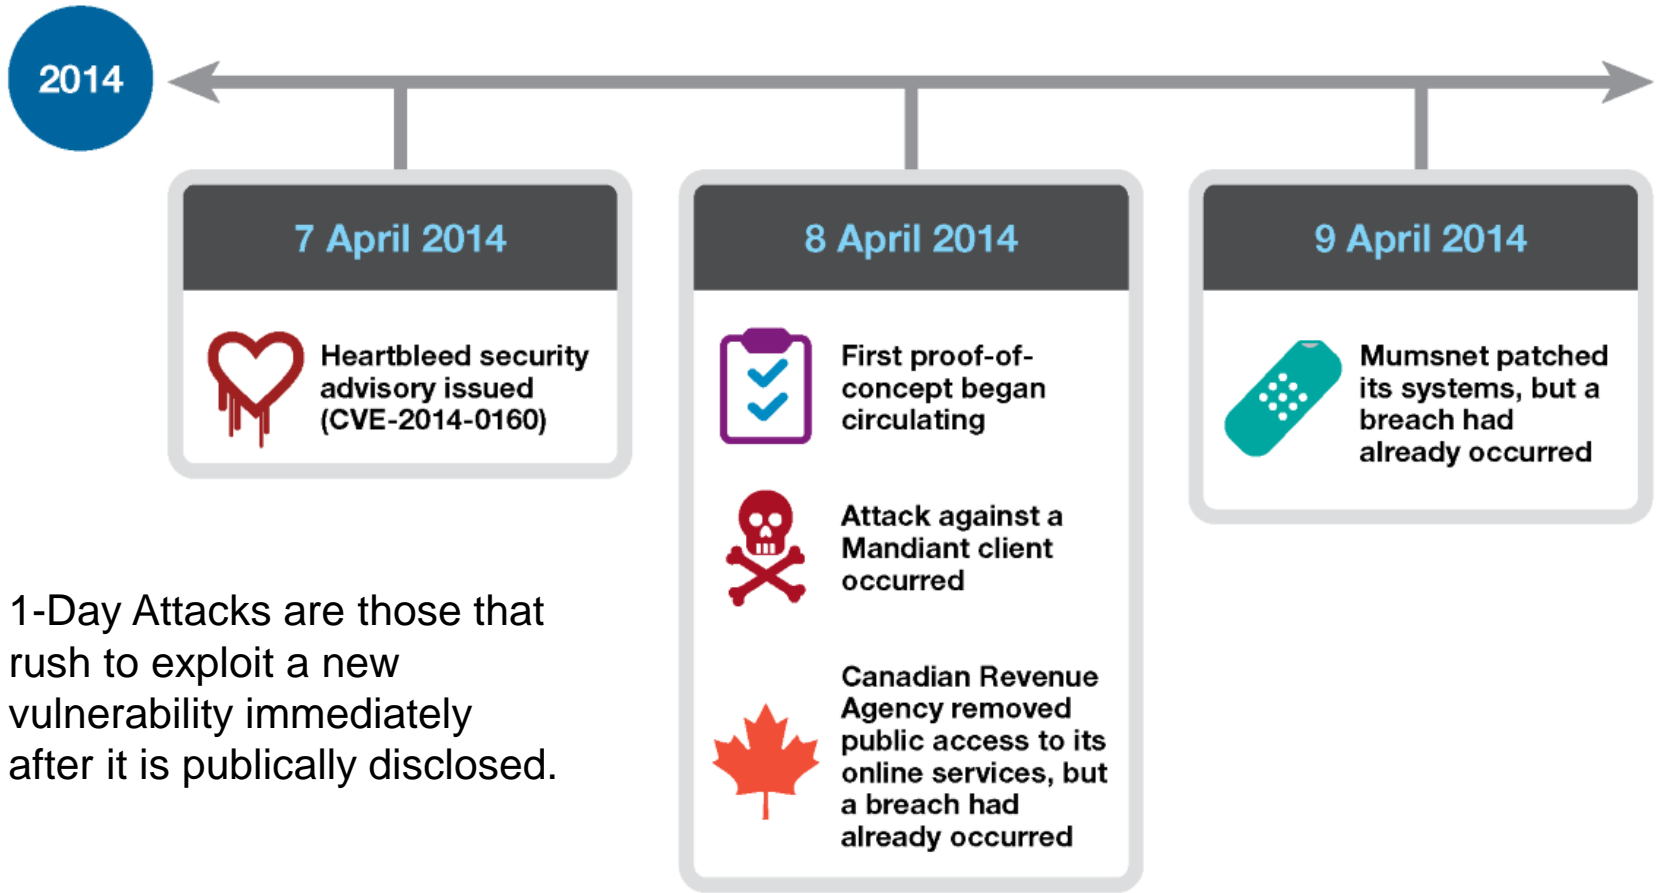 2014
7 April 2014
Heartbleed security
advisory issued
(CVE-2014-0160)
8 April 2014
First proof-of-
concept began
circulating
Attack against a
Mandiant client
occurred
Canadian Revenue
Agency removed
public access to its
online services, but
a breach had
already occurred
9 April 2014
Mumsnet patched
its systems, but a
breach had
already occurred
1-Day Attacks are those that
rush to exploit a new
vulnerability immediately
after it is publically disclosed.